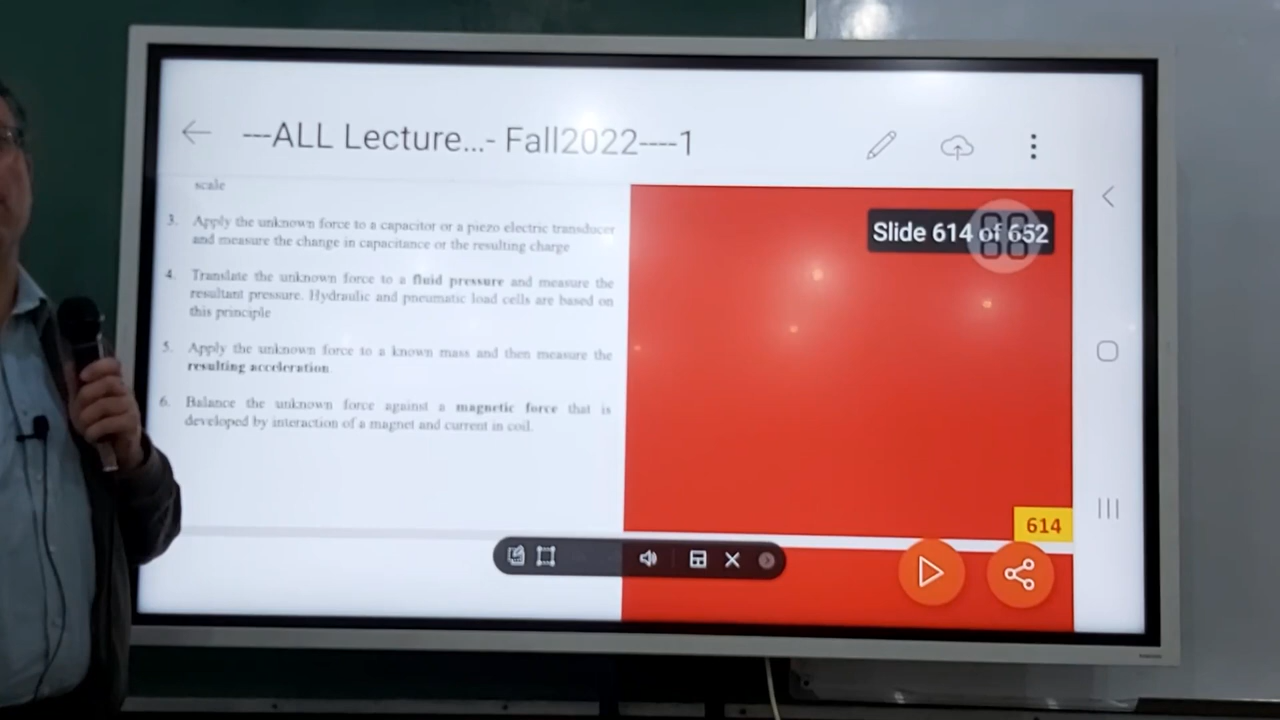 ---ALL Lecture...- Fall2022----1
scale
3. Apply the unknown force to a capacitor or a piezo electric transducer
and measure the change in capacitance or the resulting charge
4. Translate the unknown force to a fluid pressure and measure the
resultant pressure. Hydraulic and pneumatic load cells are based on
this principle
5. Apply the unknown force to a known mass and then measure the
resulting acceleration.
6. Balance the unknown force against a magnetic force that is
developed by interaction of a magnet and current in coil.
Slide 614 of 652
614